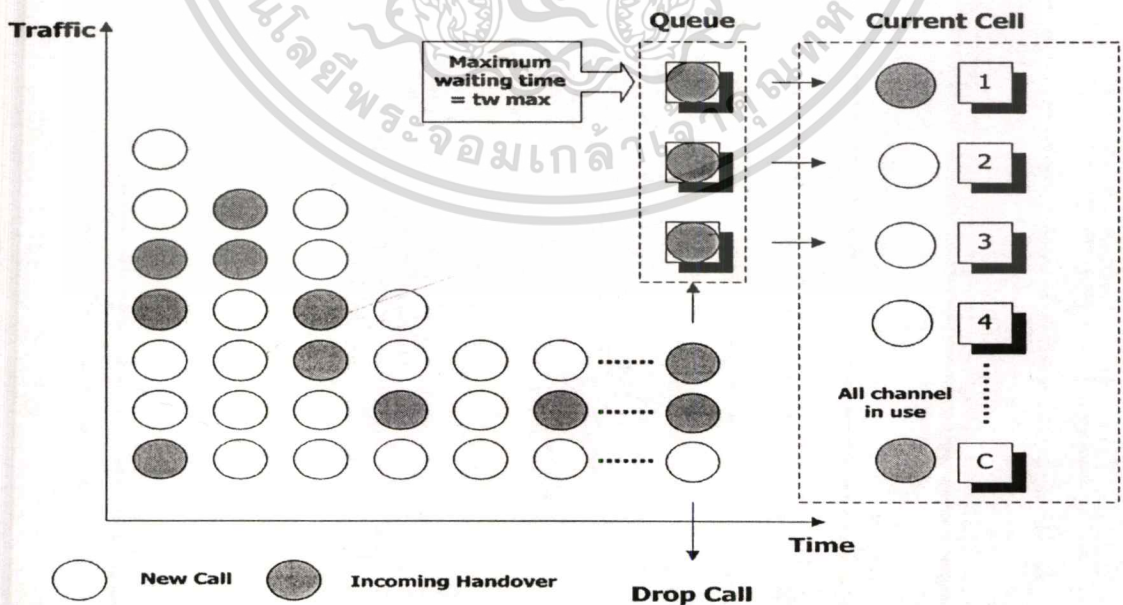 Traffic
Queue
Current Cell
Maximum
waiting time
= tw max
1
2
3
4
All channel
in use
C
Time
New Call
Incoming Handover
Drop Call